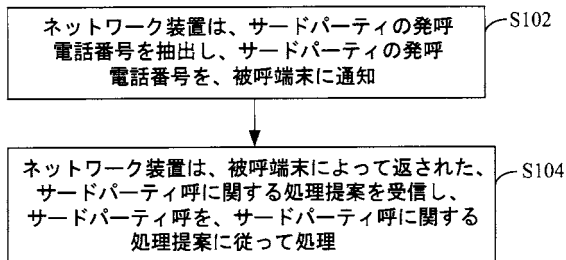 ネットワーク装置は、サードパーティの発呼
電話番号を抽出し、サードパーティの発呼
電話番号を、被呼端末に通知
S102
ネットワーク装置は、被呼端末によって返された、
サードパーティ呼に関する処理提案を受信し、
サードパーティ呼を、サードパーティ呼に関する
処理提案に従って処理
S104